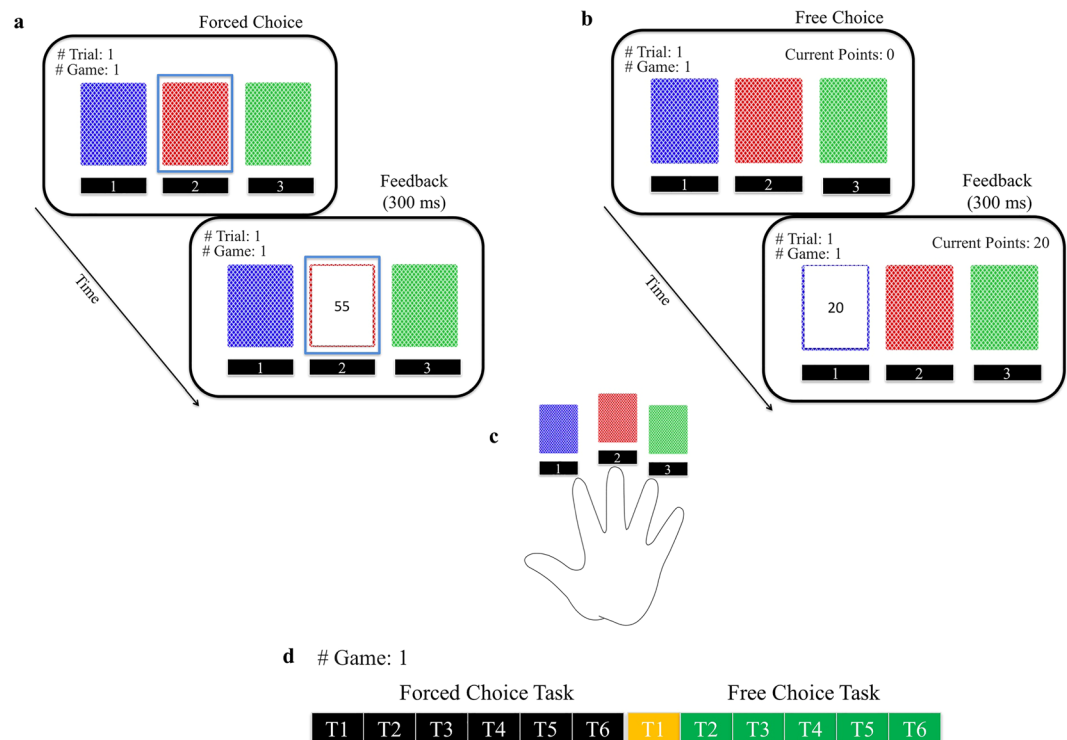 a
Forced Choice
# Trial: 1
# Game: 1
1 2 3
Feedback
(300 ms)
# Trial: 1
# Game: 1
55
1 2 3
Time
b
Free Choice
# Trial: 1
# Game: 1
Current Points: 0
1 2 3
Feedback
(300 ms)
# Trial: 1
# Game: 1
Current Points: 20
20
1 2 3
Time
c
1 2 3
d # Game: 1
Forced Choice Task Free Choice Task
T1 T2 T3 T4 T5 T6 T1 T2 T3 T4 T5 T6